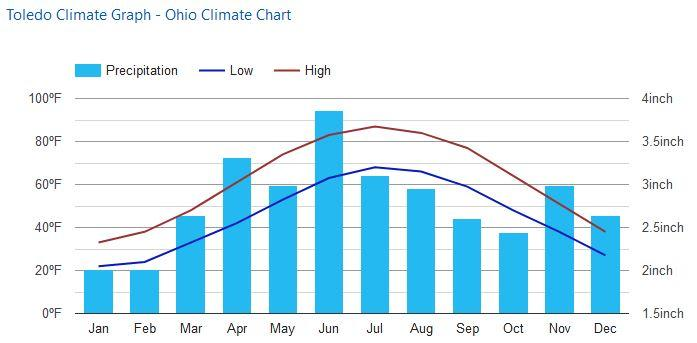 Toledo Climate Graph - Ohio Climate Chart
Precipitation Low High
100ºF 4inch
80ºF 3.5inch
60ºF 3inch
40ºF 2.5inch
20ºF 2inch
0ºF 1.5inch
Jan Feb Mar Apr May Jun Jul Aug Sep Oct Nov Dec